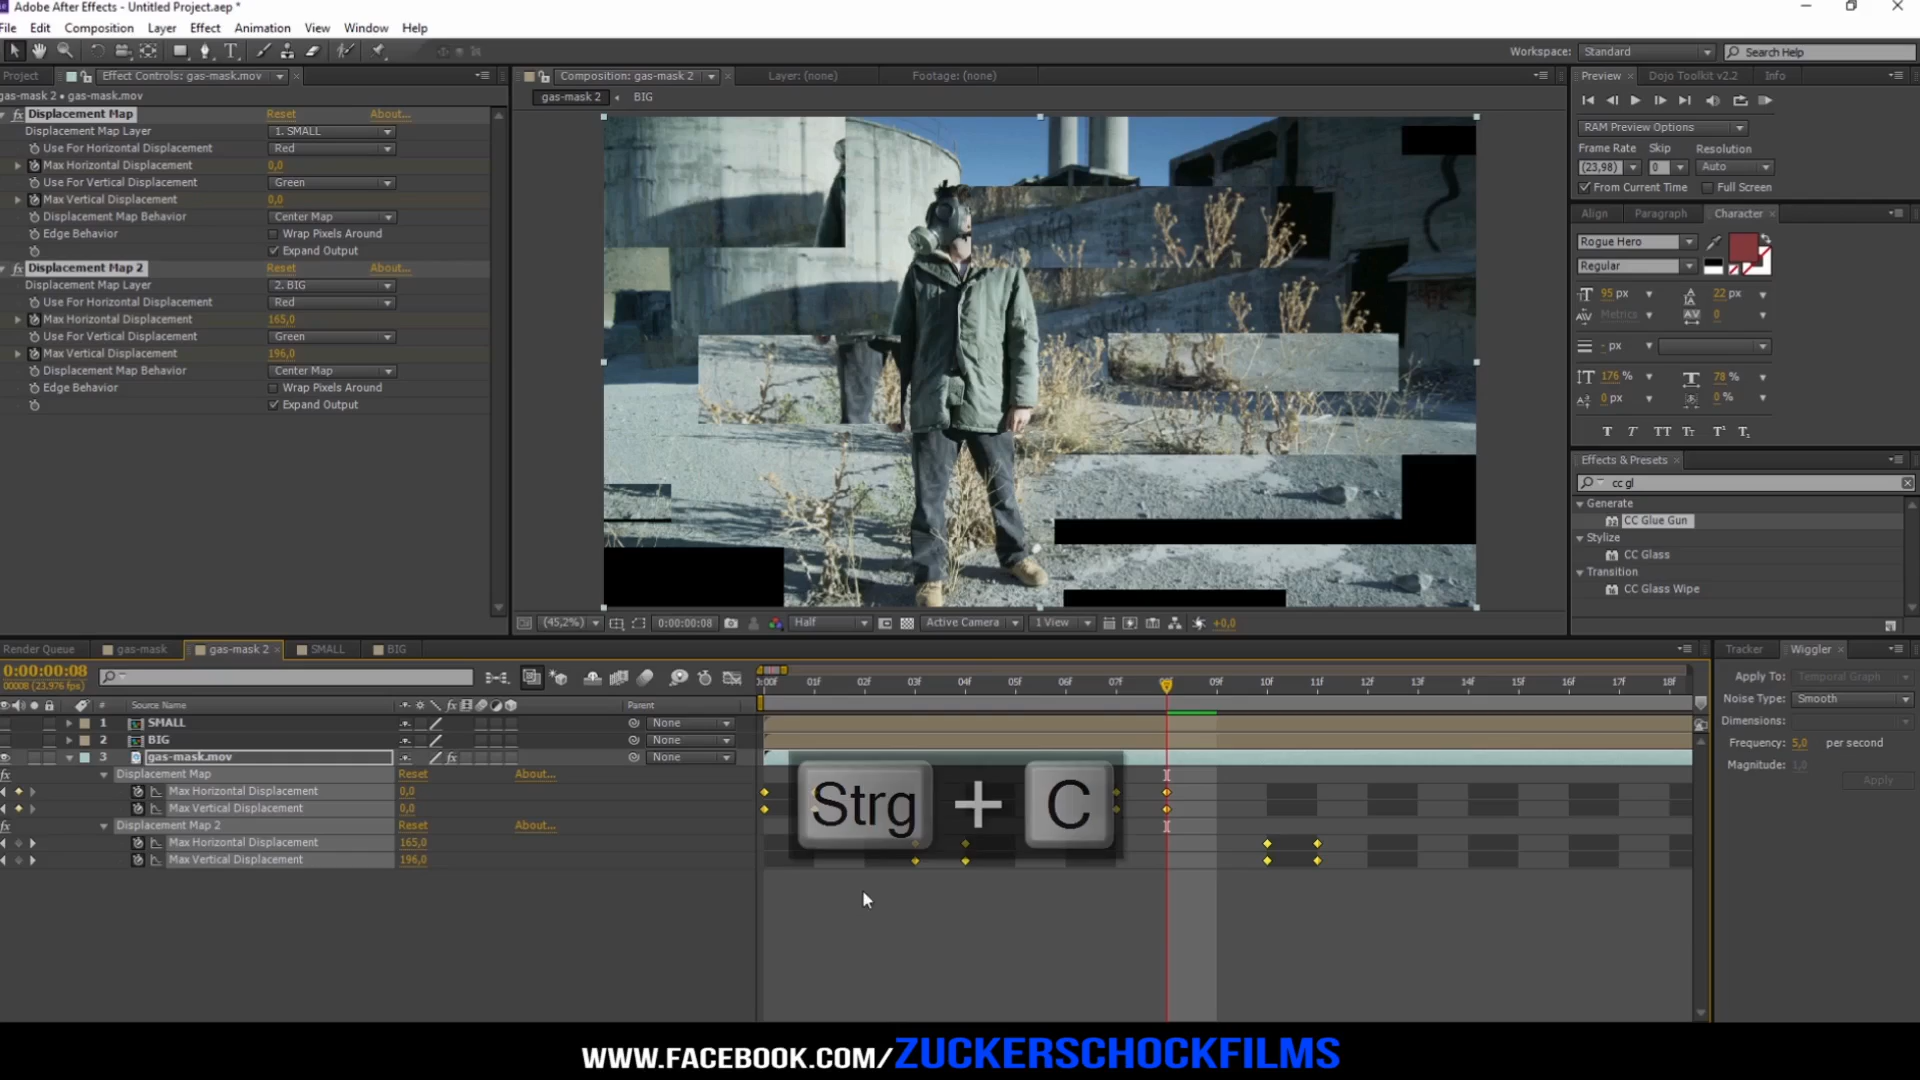 Adobe After Effects - Untitled Project.aep *
File Edit Composition Layer Effect Animation View Window Help
Workspace: Standard Search Help
Project Effect Controls: gas-mask.mov
gas-mask 2 • gas-mask.mov
Displacement Map Reset About...
Displacement Map Layer 1. SMALL
Use For Horizontal Displacement Red
Max Horizontal Displacement 0,0
Use For Vertical Displacement Green
Max Vertical Displacement 0,0
Displacement Map Behavior Center Map
Edge Behavior Wrap Pixels Around
Expand Output
Displacement Map 2 Reset About...
Displacement Map Layer 2. BIG
Use For Horizontal Displacement Red
Max Horizontal Displacement 165,0
Use For Vertical Displacement Green
Max Vertical Displacement 196,0
Displacement Map Behavior Center Map
Edge Behavior Wrap Pixels Around
Expand Output
Composition: gas-mask 2 Layer: (none) Footage: (none)
gas-mask 2 BIG
(45,2%) 0:00:00:08 Half Active Camera 1 View +0,0
Preview Dojo Toolkit v2.2 Info
RAM Preview Options
Frame Rate Skip Resolution
(23,98) 0 Auto
From Current Time Full Screen
Align Paragraph Character
Rogue Hero
Regular
95 px 22 px
Metrics 0
- px
176 % 78 %
0 px 0 %
Effects & Presets
cc gl
Generate
CC Glue Gun
Stylize
CC Glass
Transition
CC Glass Wipe
Render Queue gas-mask gas-mask 2 SMALL BIG
0:00:00:08
00008 (23.976 fps)
# Source Name Parent
1 SMALL None
2 BIG None
3 gas-mask.mov None
Displacement Map Reset About...
Max Horizontal Displacement 0,0
Max Vertical Displacement 0,0
Displacement Map 2 Reset About...
Max Horizontal Displacement 165,0
Max Vertical Displacement 196,0
0:00F 01f 02f 03f 04f 05f 06f 07f 09f 10f 11f 12f 13f 14f 15f 16f 17f 18f
Strg + C
Tracker Wiggler
Apply To: Temporal Graph
Noise Type: Smooth
Dimensions:
Frequency: 5,0 per second
Magnitude: 1,0
Apply
WWW.FACEBOOK.COM/ZUCKERSCHOCKFILMS